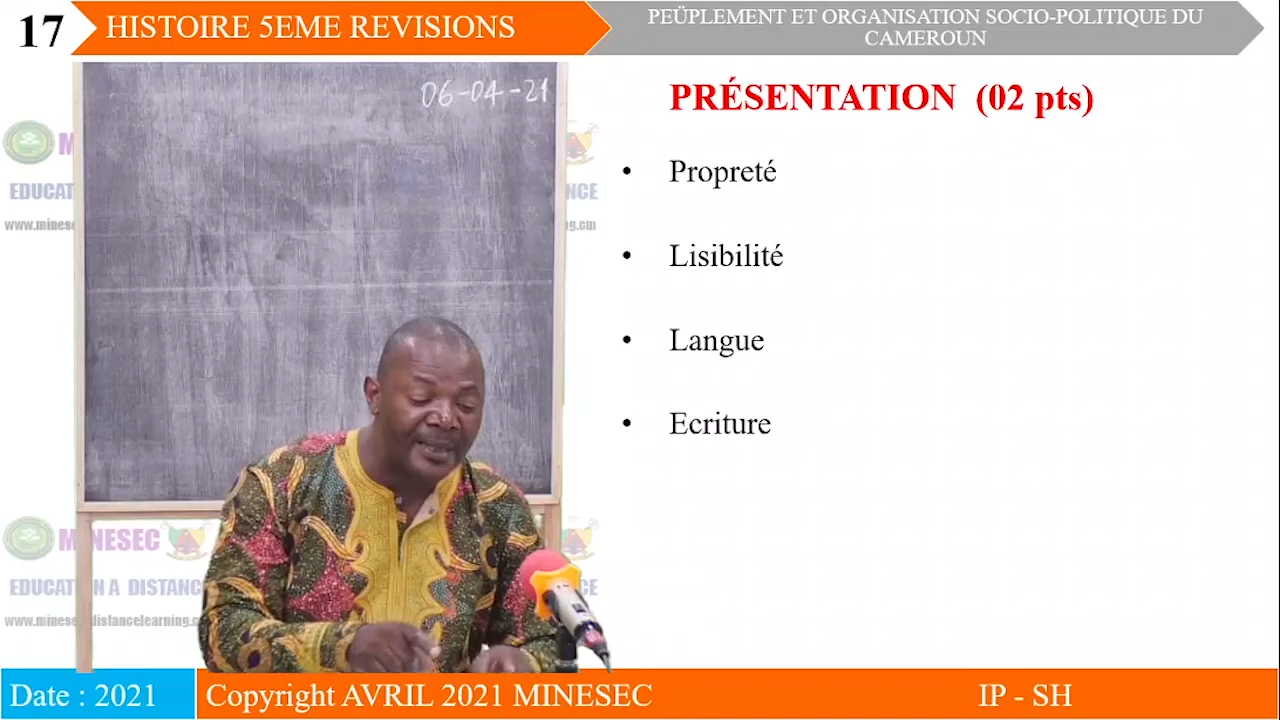 17
HISTOIRE 5EME REVISIONS
PEÜPLEMENT ET ORGANISATION SOCIO-POLITIQUE DU
CAMEROUN
06-04-21
PRÉSENTATION (02 pts)
• Propreté
• Lisibilité
• Langue
• Ecriture
MINESEC
EDUCATION A DISTANC
Date : 2021
Copyright AVRIL 2021 MINESEC
IP - SH